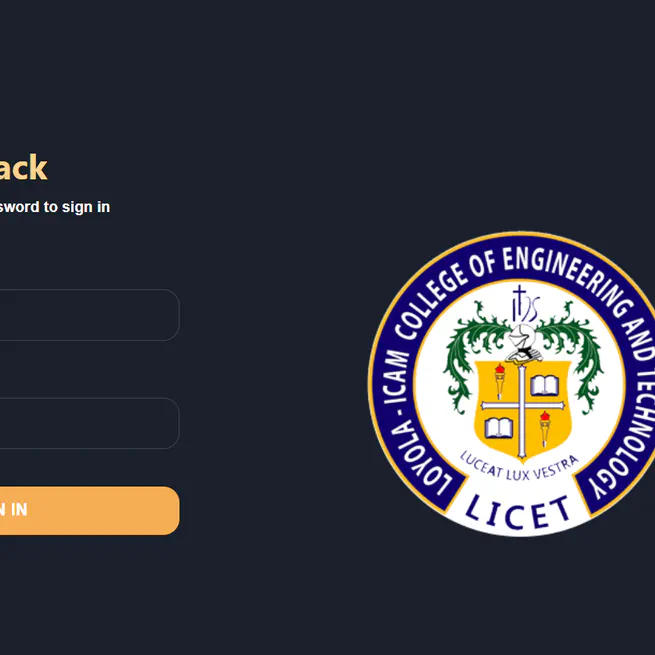 ack
sword to sign in
N IN
LOYOLA - ICAM COLLEGE OF ENGINEERING AND TECHNOLOGY
ihs
LUCEAT LUX VESTRA
LICET